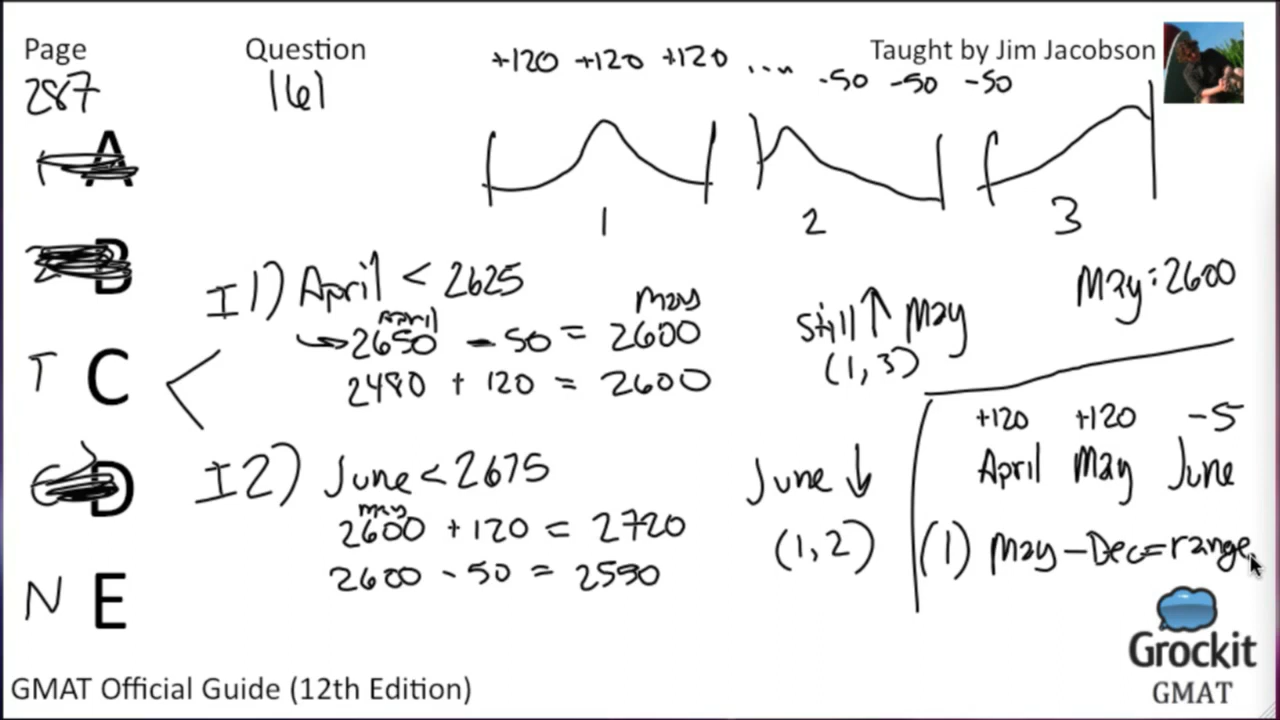 Page
Question
Taught by Jim Jacobson
287
161
+120 +120 +120 ....
-50 -50 -50
A
B
T C
D
N E
1
2
3
May: 2600
I 1) April < 2625
April
May
2650 - 50 = 2600
2480 + 120 = 2600
still ↑ May
(1, 3)
I 2) June < 2675
May
2600 + 120 = 2720
2600 - 50 = 2550
June ↓
(1, 2)
+120 +120 -5
April May June
(1) May - Dec = range
Grockit
GMAT
GMAT Official Guide (12th Edition)